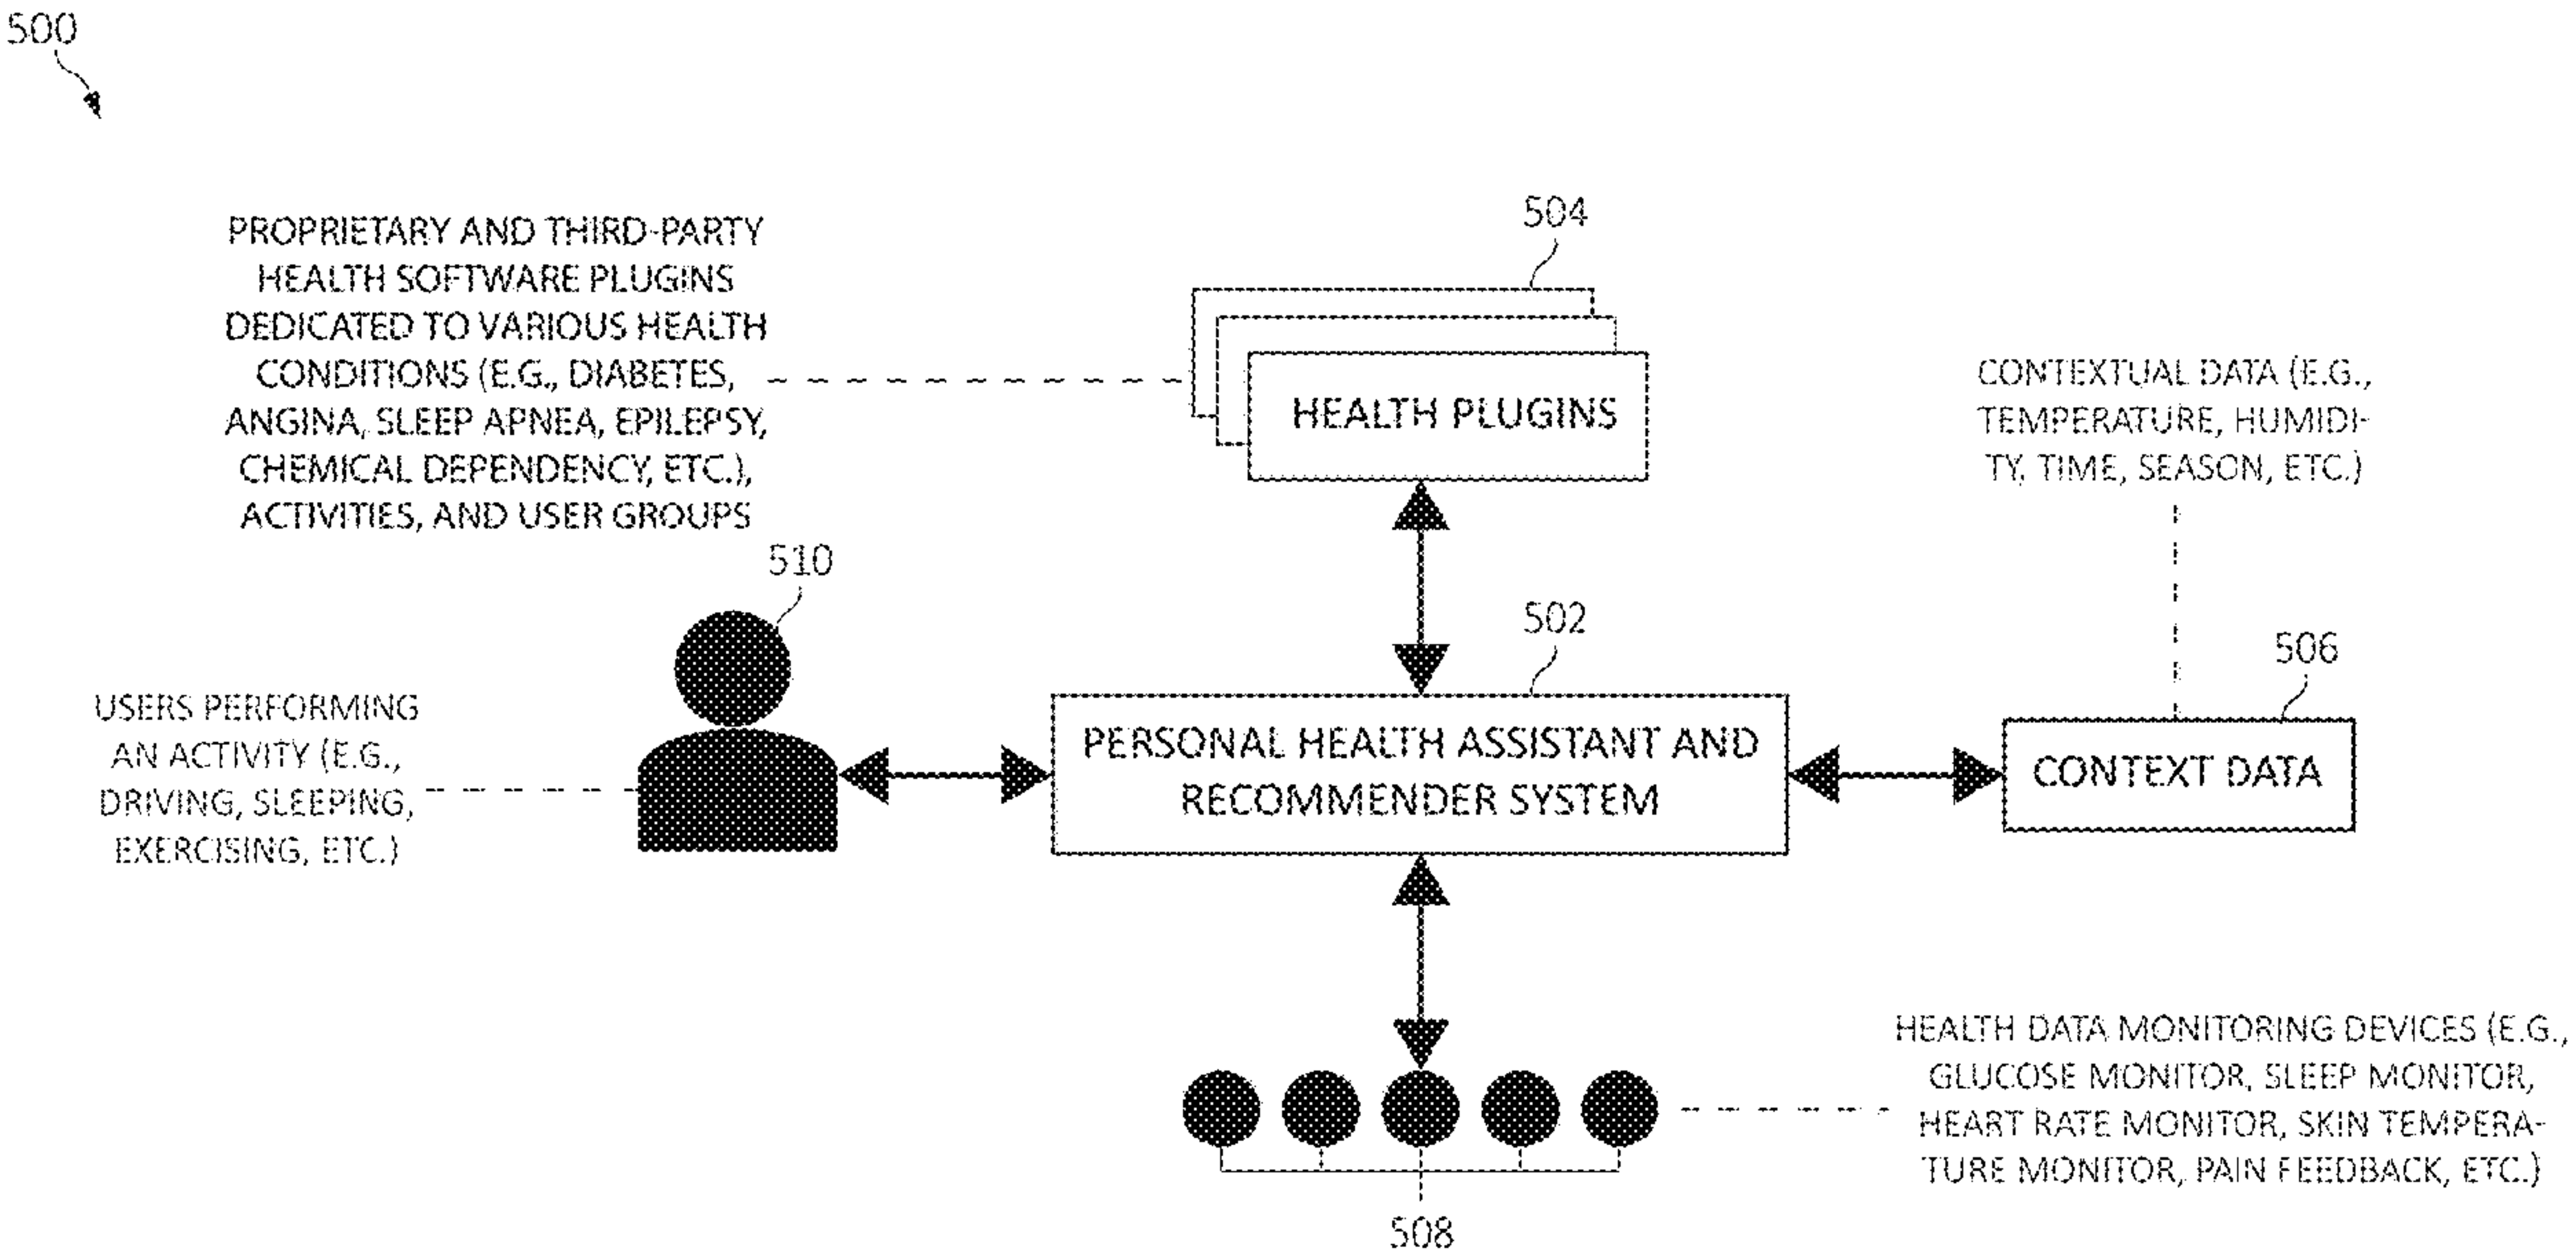 500
PROPRIETARY AND THIRD-PARTY
HEALTH SOFTWARE PLUGINS
DEDICATED TO VARIOUS HEALTH
CONDITIONS (E.G., DIABETES,
ANGINA, SLEEP APNEA, EPILEPSY,
CHEMICAL DEPENDENCY, ETC.),
ACTIVITIES, AND USER GROUPS
504
HEALTH PLUGINS
CONTEXTUAL DATA (E.G.,
TEMPERATURE, HUMIDI-
TY, TIME, SEASON, ETC.)
510
USERS PERFORMING
AN ACTIVITY (E.G.,
DRIVING, SLEEPING,
EXERCISING, ETC.)
502
PERSONAL HEALTH ASSISTANT AND
RECOMMENDER SYSTEM
506
CONTEXT DATA
HEALTH DATA MONITORING DEVICES (E.G.,
GLUCOSE MONITOR, SLEEP MONITOR,
HEART RATE MONITOR, SKIN TEMPERA-
TURE MONITOR, PAIN FEEDBACK, ETC.)
508